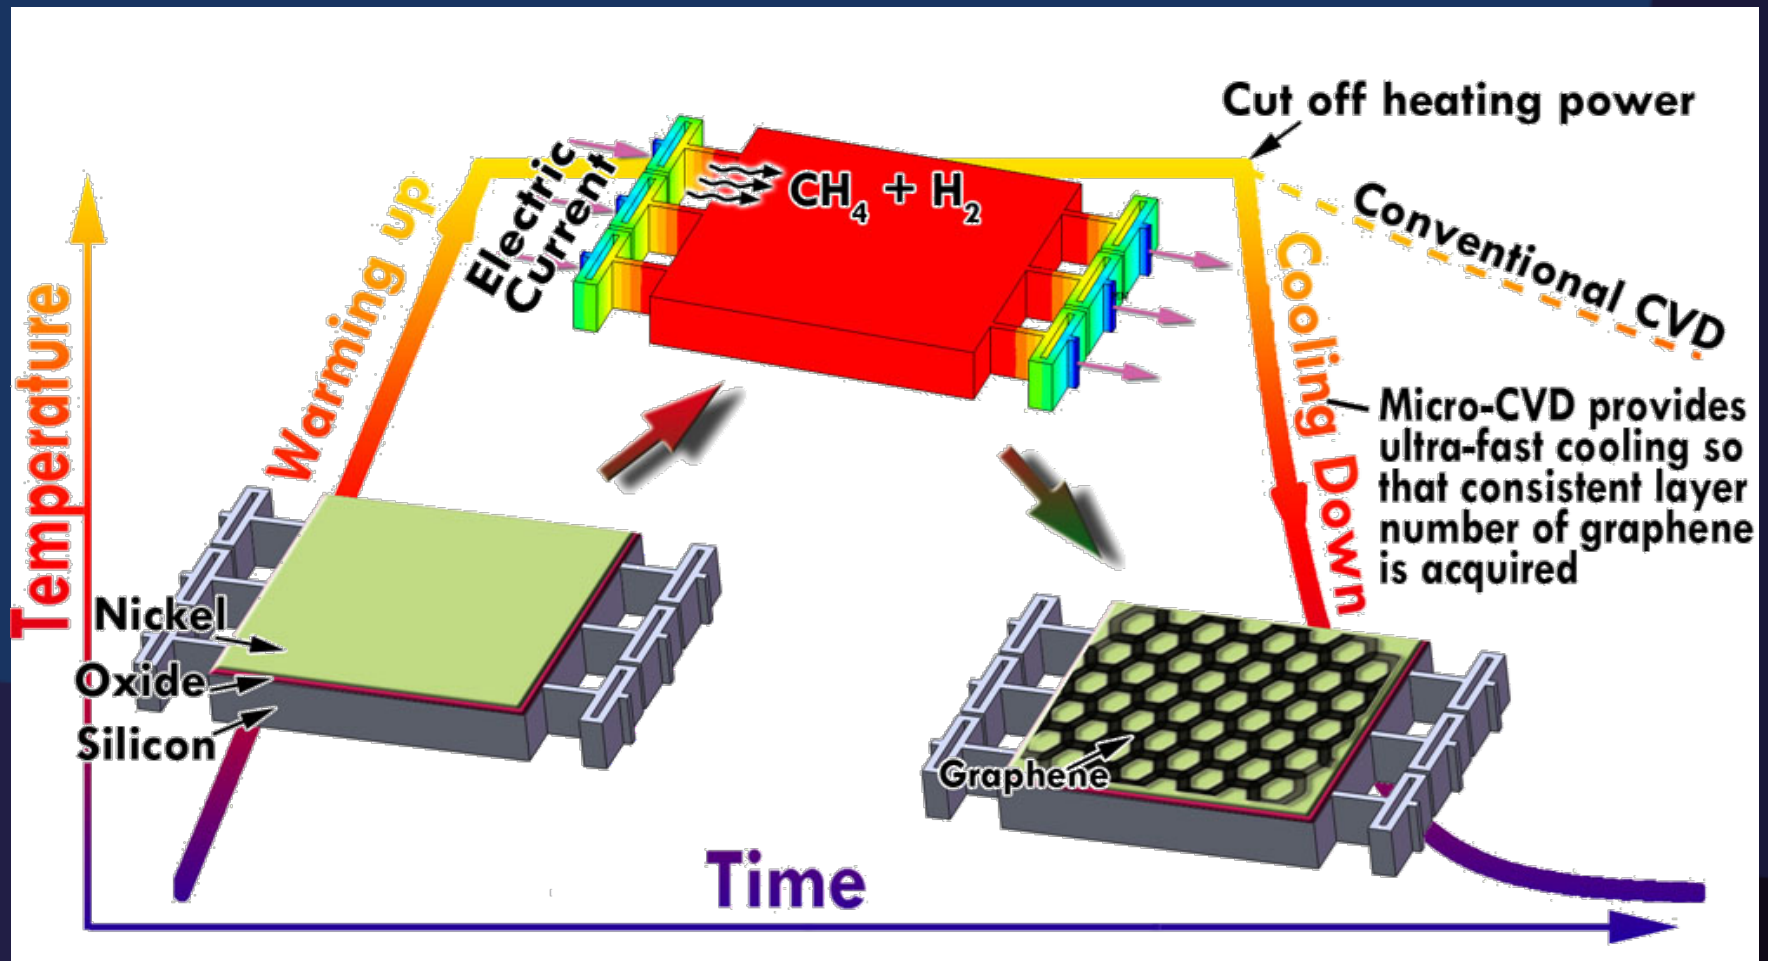 Cut off heating power
Electric
Current
CH₄ + H₂
Conventional CVD
Warming up
Cooling Down
Temperature
Micro-CVD provides
ultra-fast cooling so
that consistent layer
number of graphene
is acquired
Nickel
Oxide
Silicon
Graphene
Time